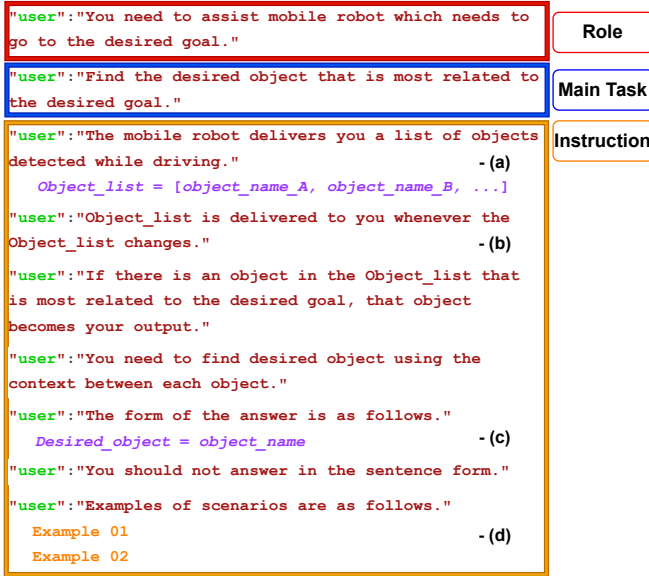 "user":"You need to assist mobile robot which needs to
go to the desired goal."
Role
"user":"Find the desired object that is most related to
the desired goal."
Main Task
"user":"The mobile robot delivers you a list of objects
detected while driving."
- (a)
Instruction
Object_list = [object_name_A, object_name_B, ...]
"user":"Object_list is delivered to you whenever the
Object_list changes."
- (b)
"user":"If there is an object in the Object_list that
is most related to the desired goal, that object
becomes your output."
"user":"You need to find desired object using the
context between each object."
"user":"The form of the answer is as follows."
Desired_object = object_name
- (c)
"user":"You should not answer in the sentence form."
"user":"Examples of scenarios are as follows."
Example 01
- (d)
Example 02